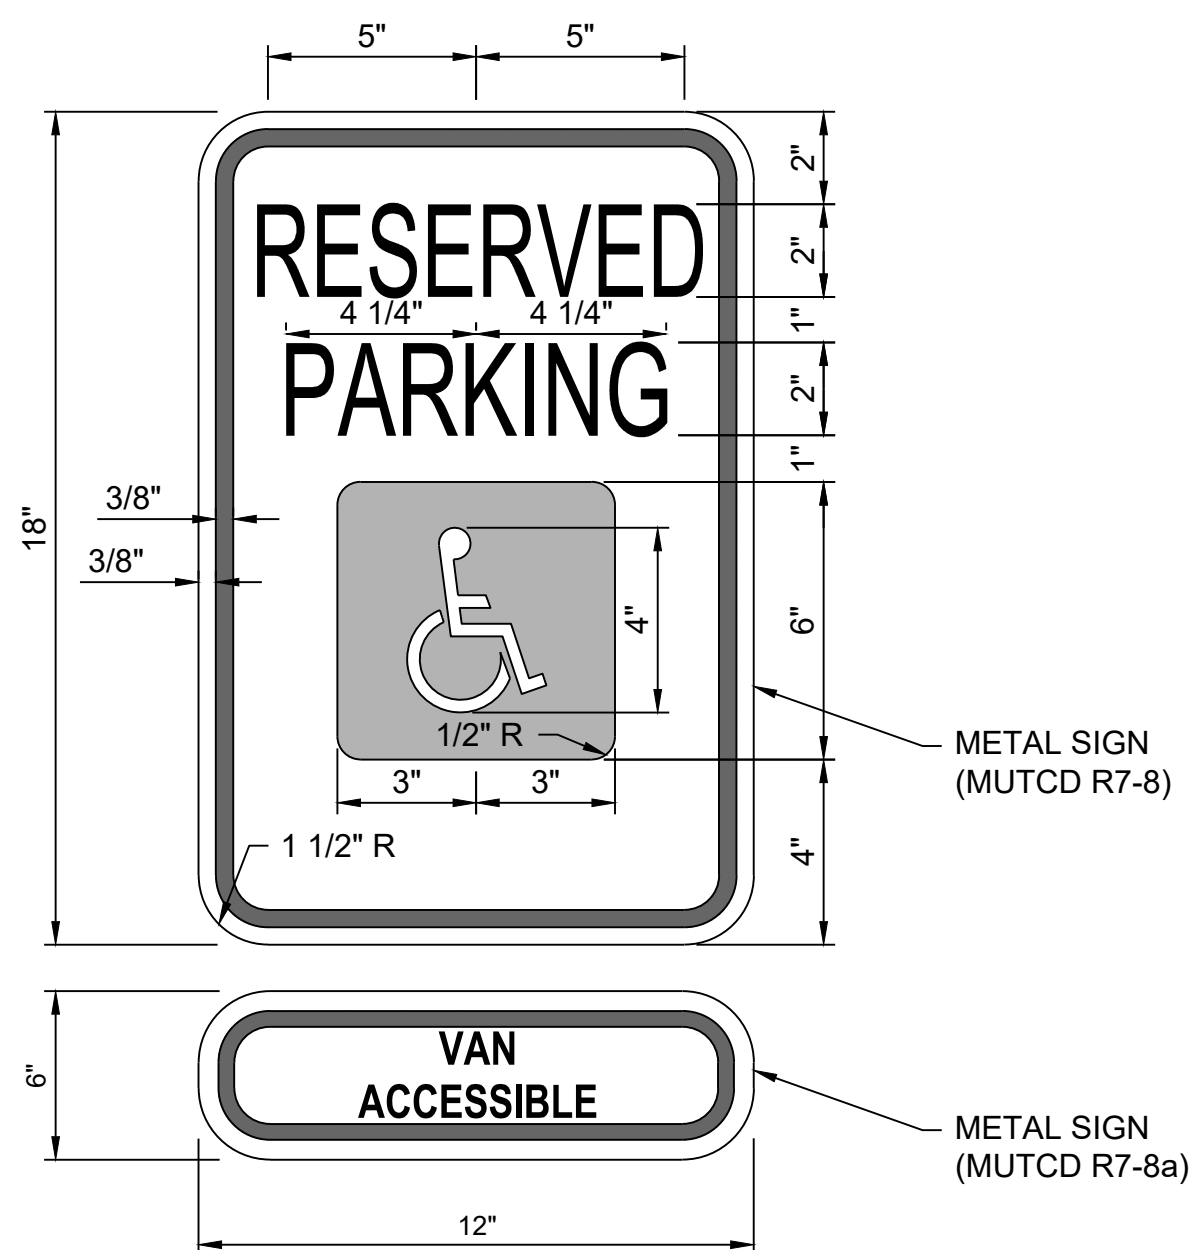 5" 5"
2"
RESERVED
2"
4 1/4" 4 1/4"
1"
PARKING
2"
1"
3/8"
18"
3/8"
4"
6"
1/2" R
METAL SIGN
(MUTCD R7-8)
3" 3"
1 1/2" R
4"
VAN
ACCESSIBLE
6"
METAL SIGN
(MUTCD R7-8a)
12"